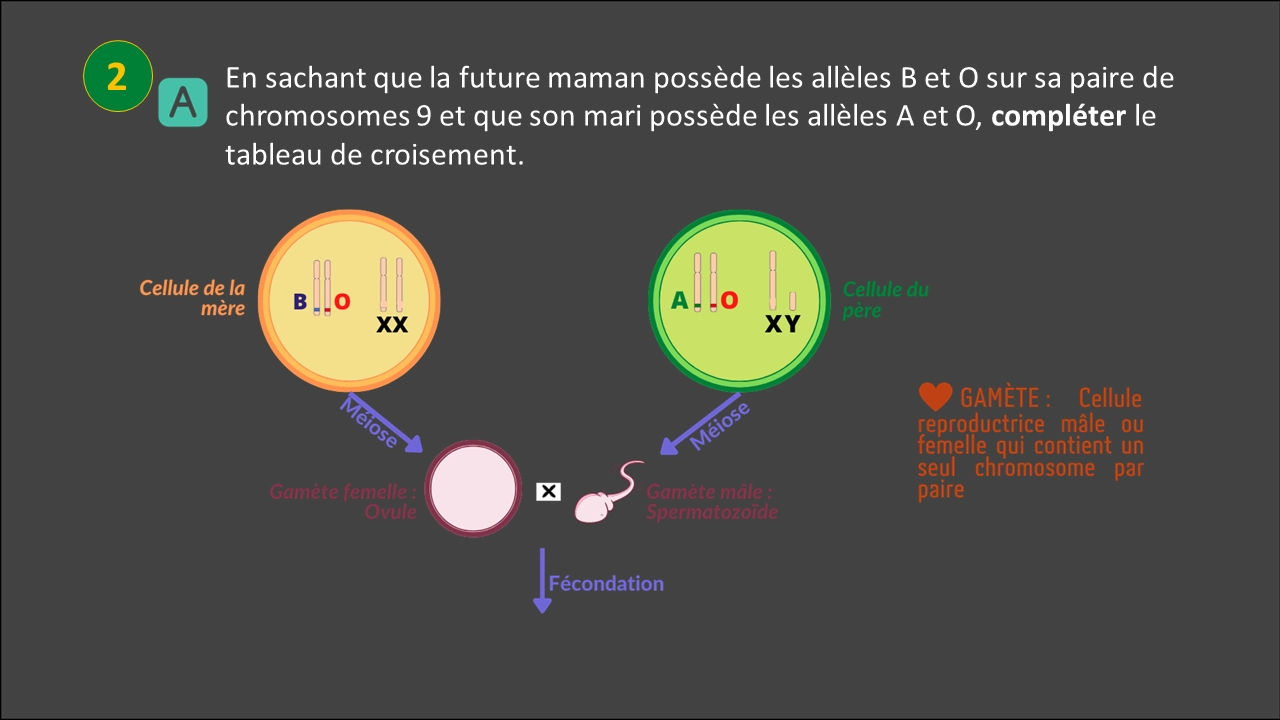 2
A
En sachant que la future maman possède les allèles B et O sur sa paire de
chromosomes 9 et que son mari possède les allèles A et O, compléter le
tableau de croisement.
Cellule de la
mère
B O
XX
A O
X Y
Cellule du
père
Méiose
Méiose
GAMÈTE : Cellule
reproductrice mâle ou
femelle qui contient un
seul chromosome par
paire
Gamète femelle :
Ovule
X
Gamète mâle :
Spermatozoïde
Fécondation